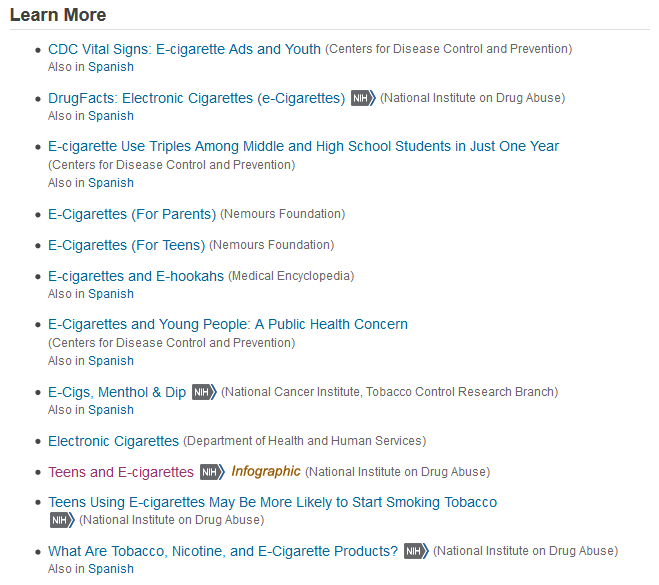 Learn More
CDC Vital Signs: E-cigarette Ads and Youth (Centers for Disease Control and Prevention)
Also in Spanish
DrugFacts: Electronic Cigarettes (e-Cigarettes) NIH (National Institute on Drug Abuse)
Also in Spanish
E-cigarette Use Triples Among Middle and High School Students in Just One Year
(Centers for Disease Control and Prevention)
Also in Spanish
E-Cigarettes (For Parents) (Nemours Foundation)
E-Cigarettes (For Teens) (Nemours Foundation)
E-cigarettes and E-hookahs (Medical Encyclopedia)
Also in Spanish
E-Cigarettes and Young People: A Public Health Concern
(Centers for Disease Control and Prevention)
Also in Spanish
E-Cigs, Menthol & Dip NIH (National Cancer Institute, Tobacco Control Research Branch)
Also in Spanish
Electronic Cigarettes (Department of Health and Human Services)
Teens and E-cigarettes NIH Infographic (National Institute on Drug Abuse)
Teens Using E-cigarettes May Be More Likely to Start Smoking Tobacco
NIH (National Institute on Drug Abuse)
What Are Tobacco, Nicotine, and E-Cigarette Products? NIH (National Institute on Drug Abuse)
Also in Spanish